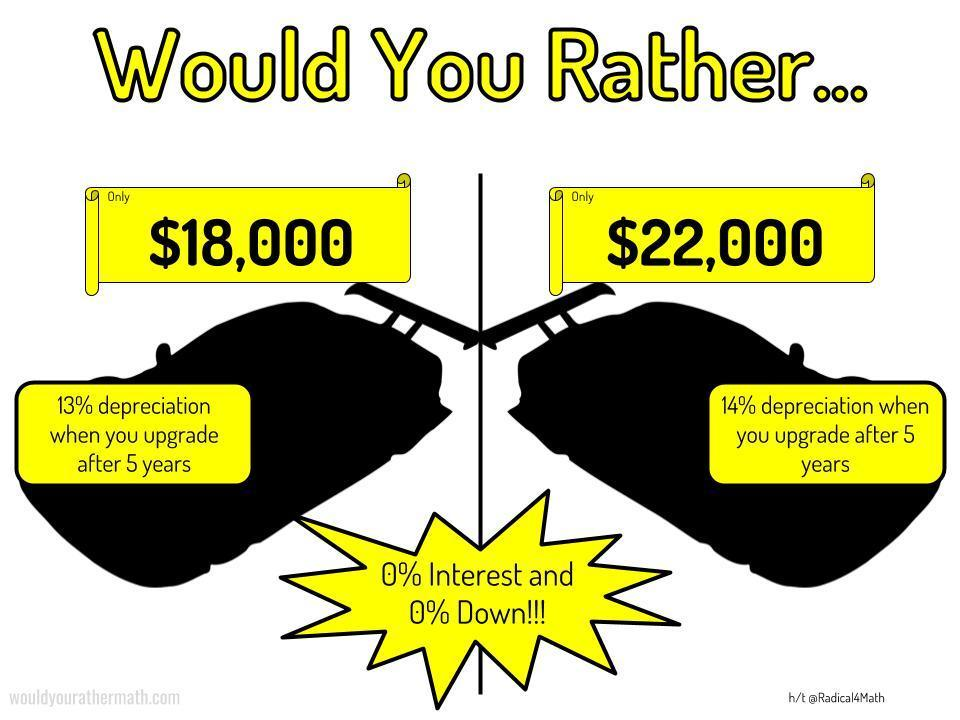 Would You Rather...
Only
$18,000
Only
$22,000
13% depreciation
when you upgrade
after 5 years
14% depreciation when
you upgrade after 5
years
0% Interest and
0% Down!!!
wouldyourathermath.com
h/t @Radical4Math